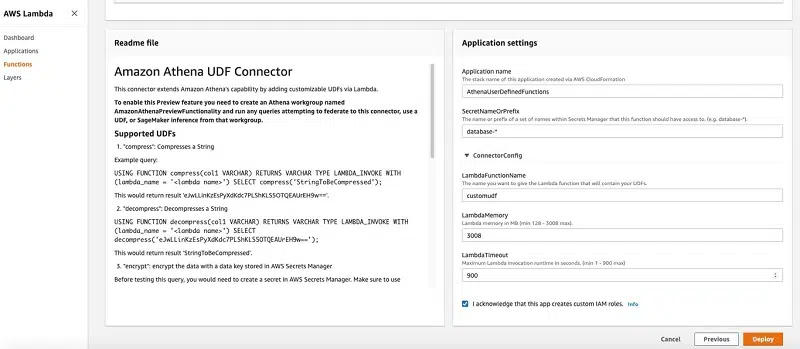 AWS Lambda
×
Dashboard
Applications
Functions
Layers
Readme file
Amazon Athena UDF Connector
This connector extends Amazon Athena's capability by adding customizable UDFs via Lambda.
To enable this Preview feature you need to create an Athena workgroup named
AmazonAthenaPreviewFunctionality and run any queries attempting to federate to this connector, use a
UDF, or SageMaker inference from that workgroup.
Supported UDFs
1. "compress": Compresses a String
Example query:
USING FUNCTION compress(col1 VARCHAR) RETURNS VARCHAR TYPE LAMBDA_INVOKE WITH
(lambda_name = '<lambda name>') SELECT compress('StringToBeCompressed');
This would return result 'eJwLLinKzEsPyXdKdc7PLShKLS5OTQEAUrEH9w=='.
2. "decompress": Decompresses a String
USING FUNCTION decompress(col1 VARCHAR) RETURNS VARCHAR TYPE LAMBDA_INVOKE WITH
(lambda_name = '<lambda name>') SELECT
decompress('eJwLLinKzEsPyXdKdc7PLShKLS5OTQEAUrEH9w==');
This would return result 'StringToBeCompressed'.
3. "encrypt": encrypt the data with a data key stored in AWS Secrets Manager
Before testing this query, you would need to create a secret in AWS Secrets Manager. Make sure to use
Application settings
Application name
The stack name of this application created via AWS CloudFormation
AthenaUserDefinedFunctions
SecretNameOrPrefix
The name or prefix of a set of names within Secrets Manager that this function should have access to. (e.g. database-*).
database-*
▼ ConnectorConfig
LambdaFunctionName
The name you want to give the Lambda function that will contain your UDFs.
customudf
LambdaMemory
Lambda memory in MB (min 128 - 3008 max).
3008
LambdaTimeout
Maximum Lambda invocation runtime in seconds. (min 1 - 900 max)
900
I acknowledge that this app creates custom IAM roles. Info
Cancel
Previous
Deploy